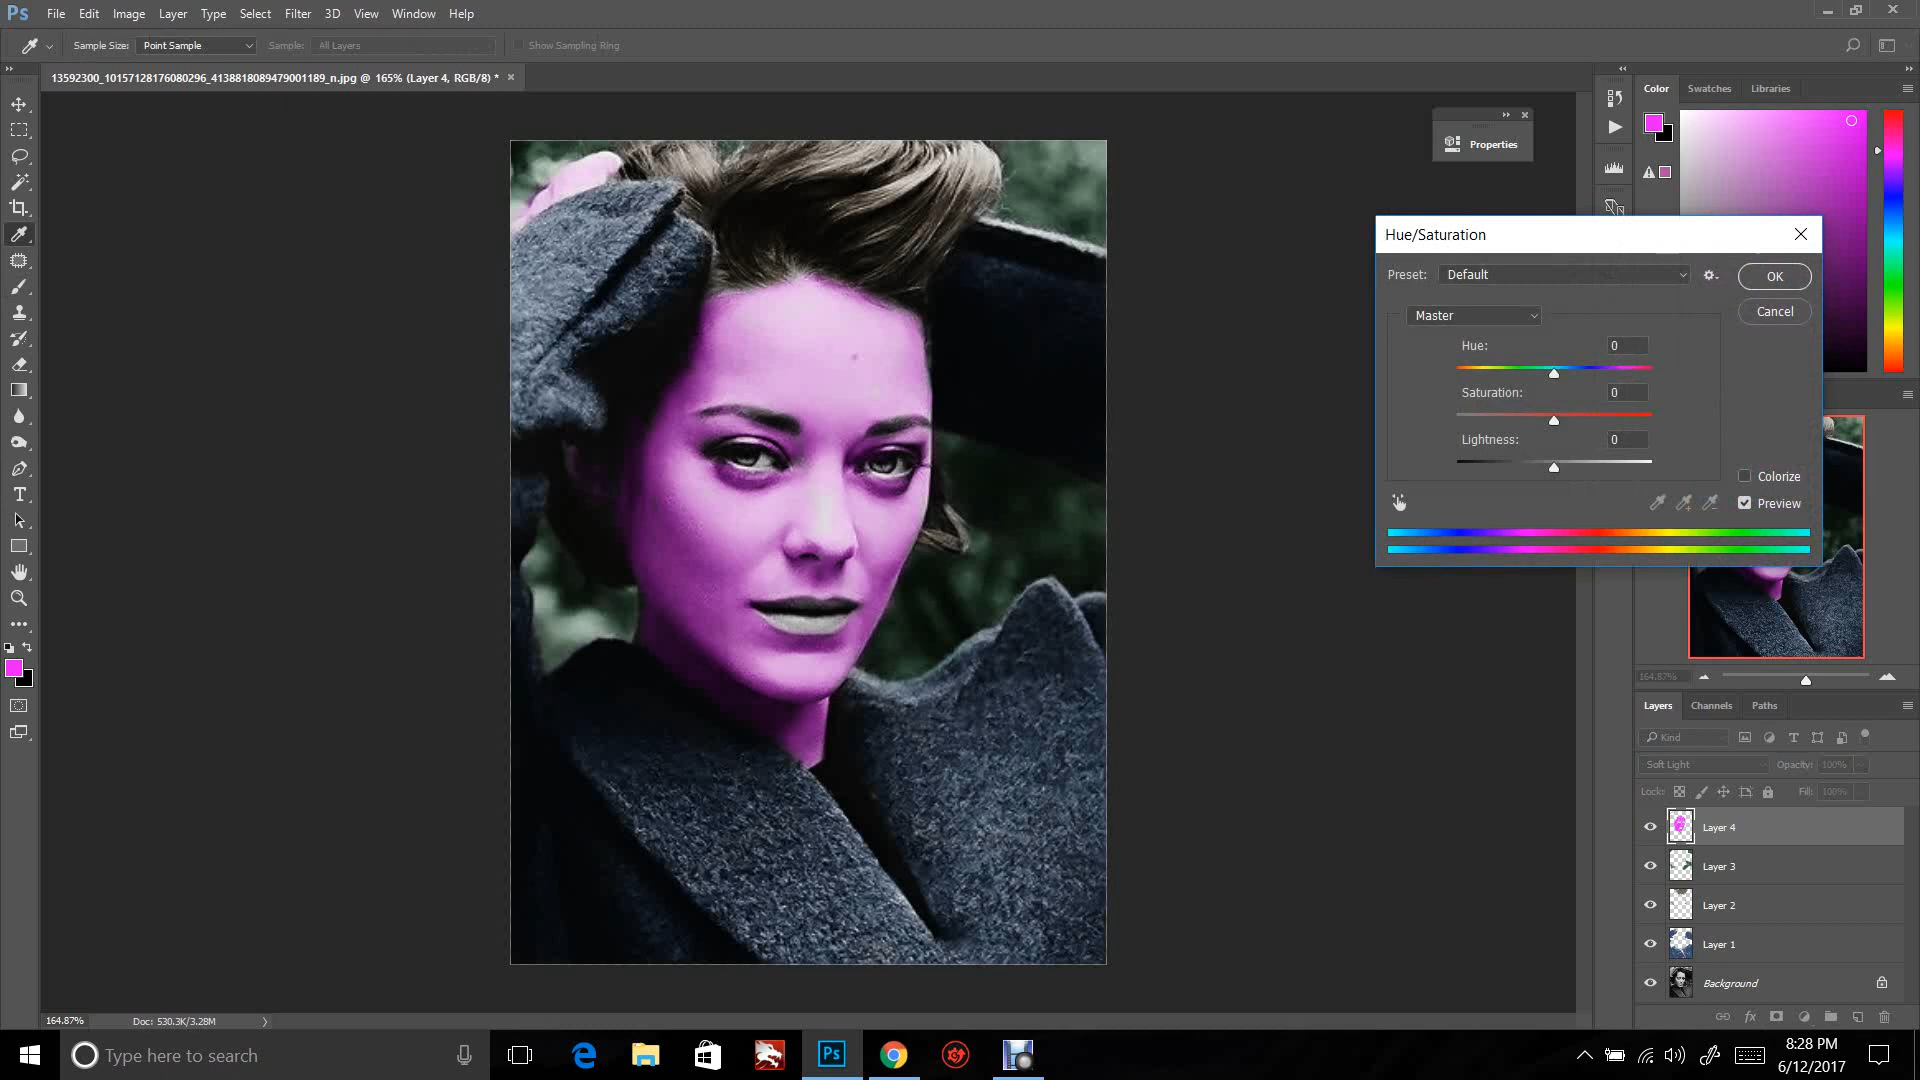 Ps File Edit Image Layer Type Select Filter 3D View Window Help
Sample Size: Point Sample Sample: All Layers Show Sampling Ring
13592300_10157128176080296_4138818089479001189_n.jpg @ 165% (Layer 4, RGB/8) * ×
Color Swatches Libraries
Properties
Hue/Saturation
Preset: Default OK
Master Cancel
Hue: 0
Saturation: 0
Lightness: 0
Colorize
Preview
164.87%
Layers Channels Paths
Kind
Soft Light Opacity: 100%
Lock: Fill: 100%
Layer 4
Layer 3
Layer 2
Layer 1
Background
164.87% Doc: 530.3K/3.28M
Type here to search
Ps
8:28 PM
6/12/2017